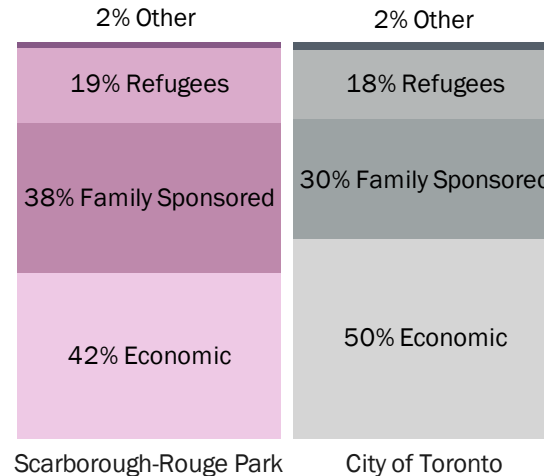 2% Other
19% Refugees
38% Family Sponsored
42% Economic
Scarborough-Rouge Park
2% Other
18% Refugees
30% Family Sponsored
50% Economic
City of Toronto